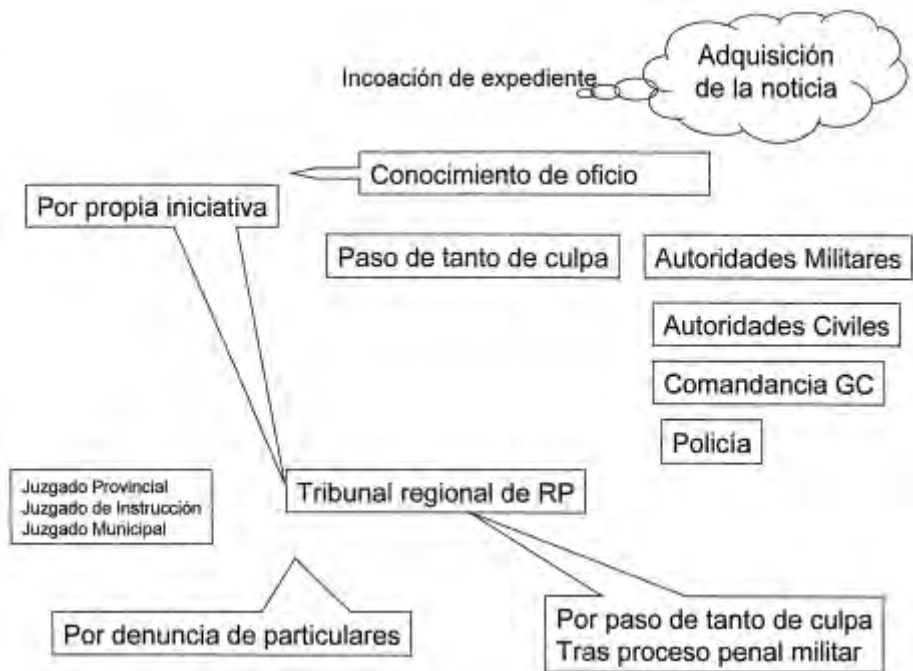 Adquisición
de la noticia
Incoación de expediente
Conocimiento de oficio
Por propia iniciativa
Paso de tanto de culpa
Autoridades Militares
Autoridades Civiles
Comandancia GC
Policía
Juzgado Provincial
Juzgado de Instrucción
Juzgado Municipal
Tribunal regional de RP
Por denuncia de particulares
Por paso de tanto de culpa
Tras proceso penal militar